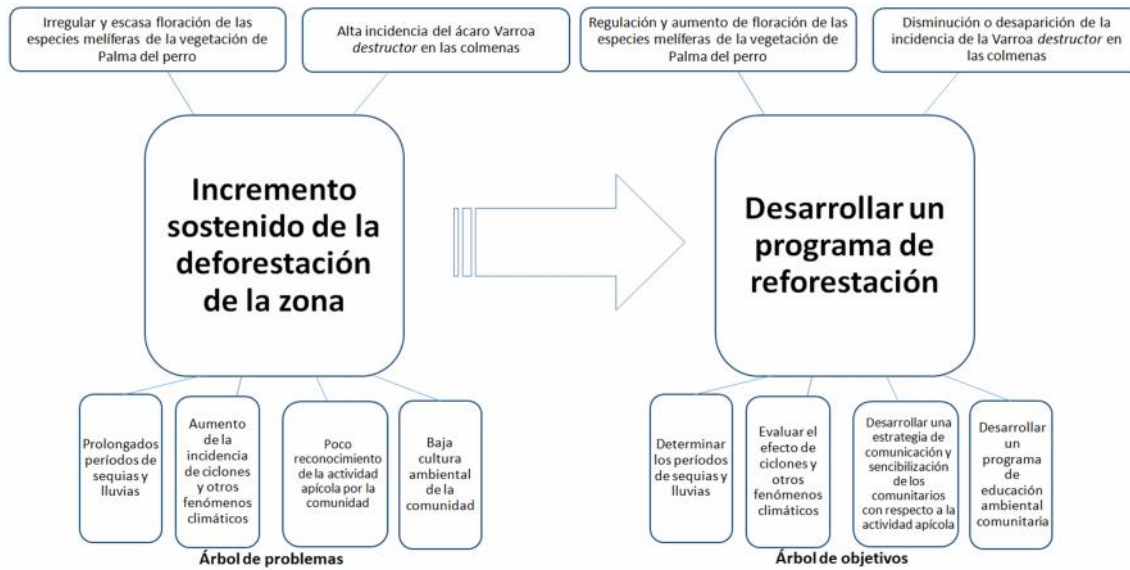 Irregular y escasa floración de las
especies melíferas de la vegetación de
Palma del perro
Alta incidencia del ácaro Varroa
destructor en las colmenas
Incremento
sostenido de la
deforestación
de la zona
Prolongados
períodos de
sequias y
lluvias
Aumento
de la
incidencia
de ciclones
y otros
fenómenos
climáticos
Poco
reconocimiento
de la actividad
apícola por la
comunidad
Baja
cultura
ambiental
de la
comunidad
Árbol de problemas
Regulación y aumento de floración de las
especies melíferas de la vegetación de
Palma del perro
Disminución o desaparición de la
incidencia de la Varroa destructor en
las colmenas
Desarrollar un
programa de
reforestación
Determinar
los períodos
de sequias y
lluvias
Evaluar el
efecto de
ciclones y
otros
fenómenos
climáticos
Desarrollar una
estrategia de
comunicación y
sencibilización
de los
comunitarios
con respecto a la
actividad apícola
Desarrollar
un
programa
de
educación
ambiental
comunitaria
Árbol de objetivos